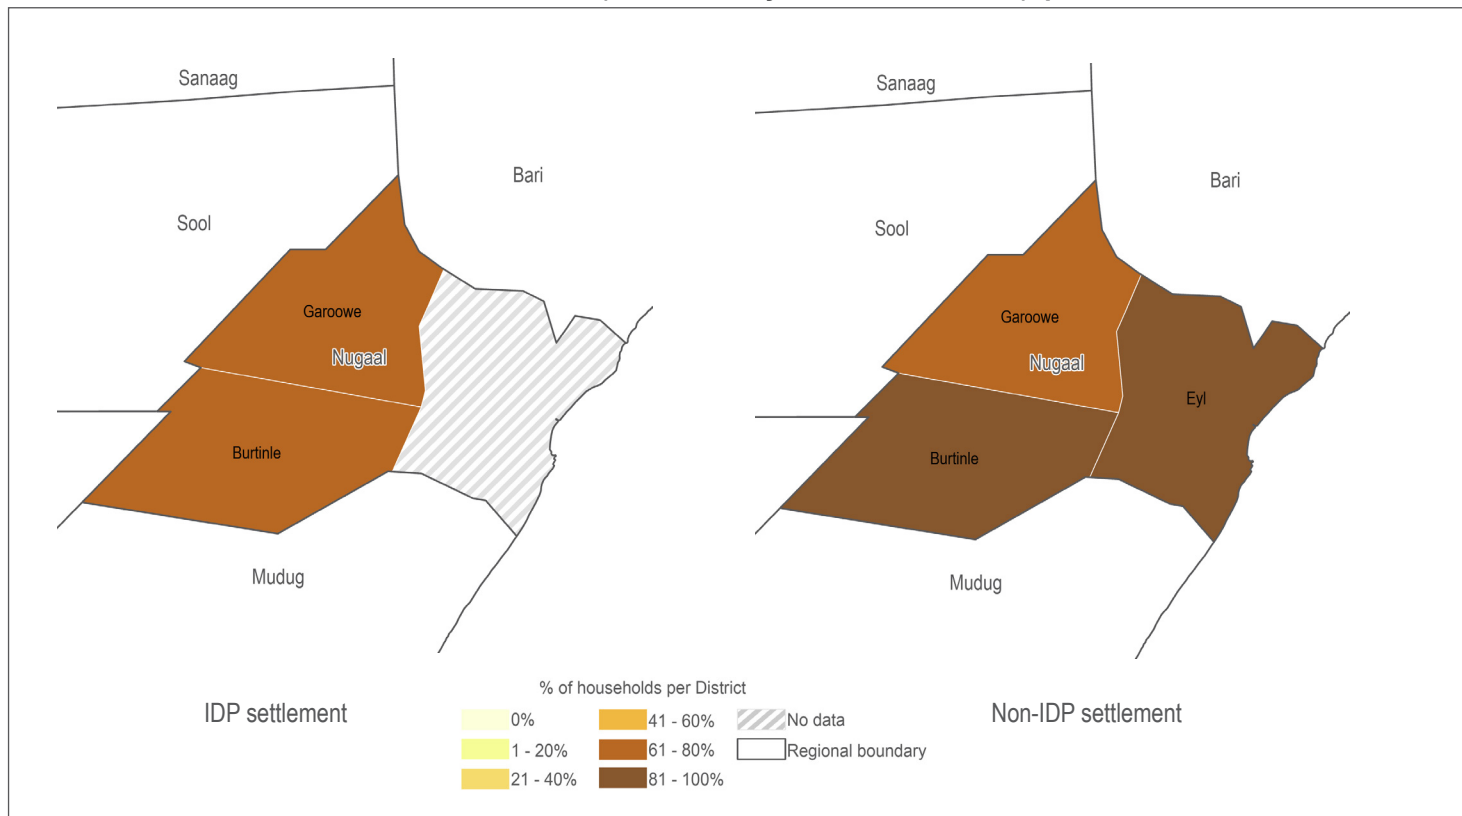 Sanaag
Bari
Sool
Garoowe
Nugaal
Burtinle
Mudug
IDP settlement
Sanaag
Bari
Sool
Garoowe
Nugaal
Eyl
Burtinle
Mudug
Non-IDP settlement
% of households per District
0%
1 - 20%
21 - 40%
41 - 60%
61 - 80%
81 - 100%
No data
Regional boundary